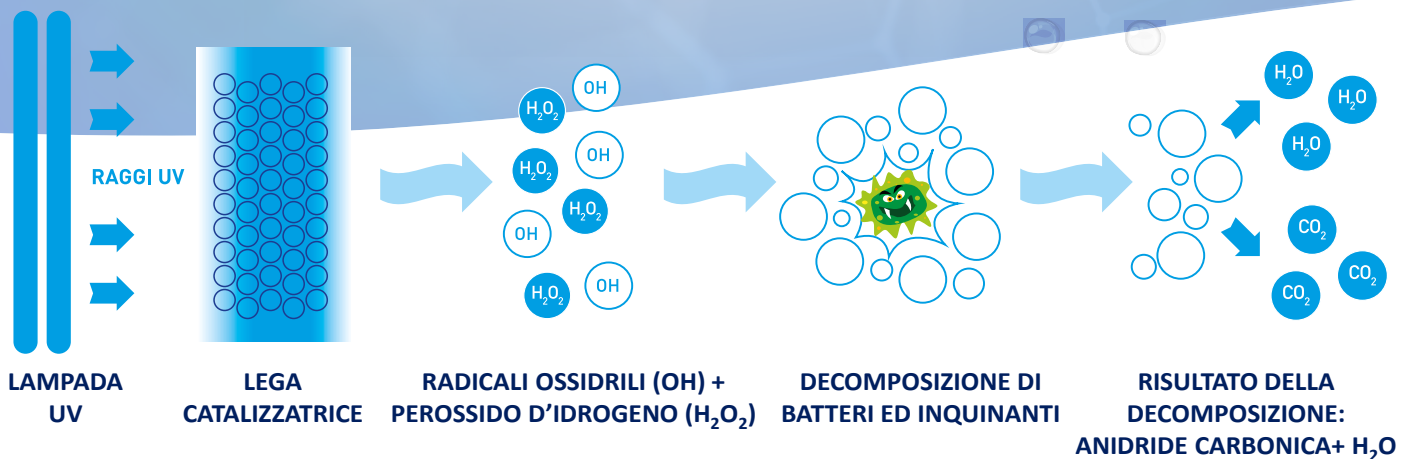 RAGGI UV
H₂O₂
OH
H₂O₂
OH
H₂O₂
OH
H₂O₂
OH
H₂O
H₂O
H₂O
CO₂
CO₂
CO₂
LAMPADA
UV
LEGA
CATALIZZATRICE
RADICALI OSSIDRILI (OH) +
PEROSSIDO D’IDROGENO (H₂O₂)
DECOMPOSIZIONE DI
BATTERI ED INQUINANTI
RISULTATO DELLA
DECOMPOSIZIONE:
ANIDRIDE CARBONICA+ H₂O